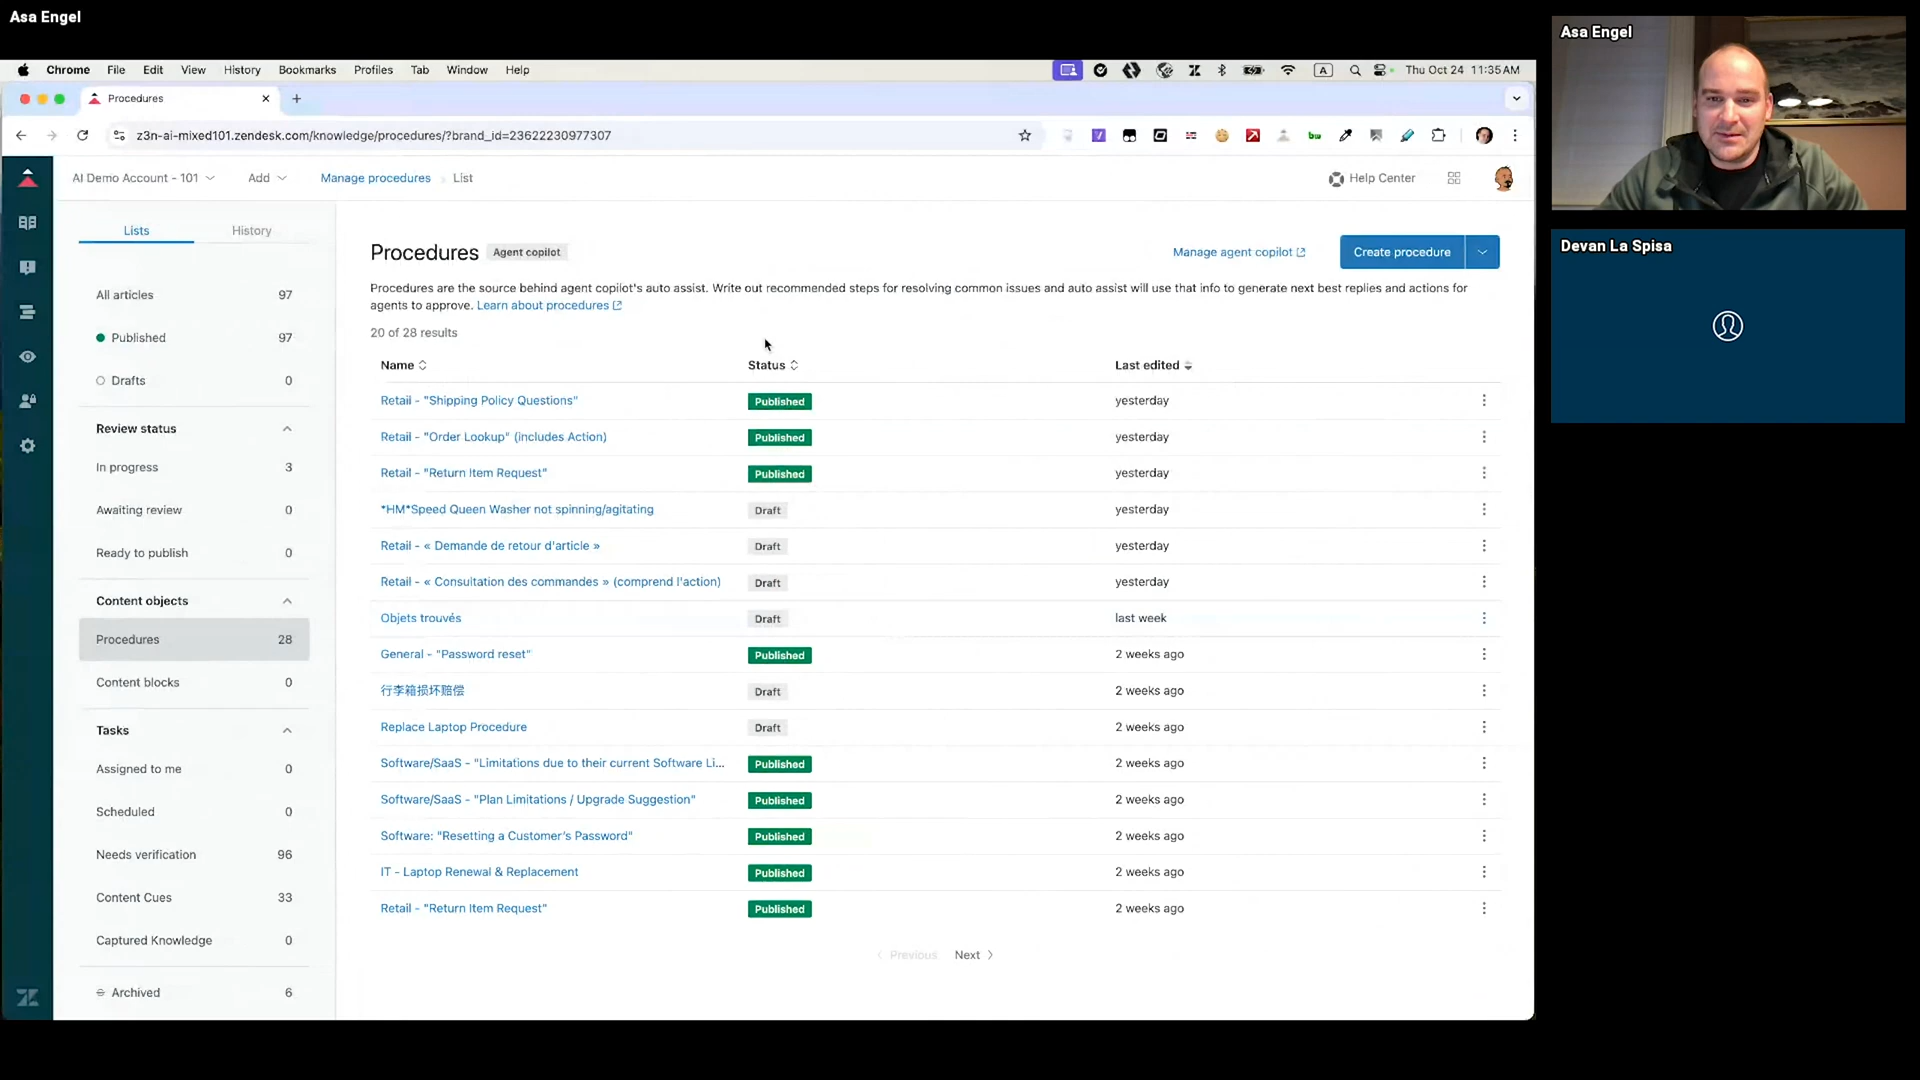 Asa Engel
Chrome File Edit View History Bookmarks Profiles Tab Window Help
A
Thu Oct 24 11:35 AM
Procedures
z3n-ai-mixed101.zendesk.com/knowledge/procedures/?brand_id=23622230977307
AI Demo Account - 101 Add Manage procedures List
Help Center
Lists History
All articles 97
Published 97
Drafts 0
Review status
In progress 3
Awaiting review 0
Ready to publish 0
Content objects
Procedures 28
Content blocks 0
Tasks
Assigned to me 0
Scheduled 0
Needs verification 96
Content Cues 33
Captured Knowledge 0
Archived 6
Procedures Agent copilot
Manage agent copilot Create procedure
Procedures are the source behind agent copilot's auto assist. Write out recommended steps for resolving common issues and auto assist will use that info to generate next best replies and actions for
agents to approve. Learn about procedures
20 of 28 results
Name Status Last edited
Retail - "Shipping Policy Questions" Published yesterday
Retail - "Order Lookup" (includes Action) Published yesterday
Retail - "Return Item Request" Published yesterday
*HM*Speed Queen Washer not spinning/agitating Draft yesterday
Retail - « Demande de retour d'article » Draft yesterday
Retail - « Consultation des commandes » (comprend l'action) Draft yesterday
Objets trouvés Draft last week
General - "Password reset" Published 2 weeks ago
行李箱损坏赔偿 Draft 2 weeks ago
Replace Laptop Procedure Draft 2 weeks ago
Software/SaaS - "Limitations due to their current Software Li... Published 2 weeks ago
Software/SaaS - "Plan Limitations / Upgrade Suggestion" Published 2 weeks ago
Software: "Resetting a Customer's Password" Published 2 weeks ago
IT - Laptop Renewal & Replacement Published 2 weeks ago
Retail - "Return Item Request" Published 2 weeks ago
Previous Next
Asa Engel
Devan La Spisa